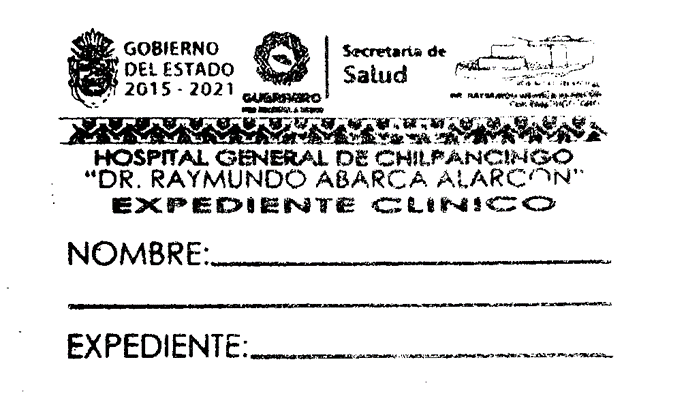 GOBIERNO
DEL ESTADO
2015 - 2021
GUERRERO
Secretaría de
Salud
HOSPITAL GENERAL DE CHILPANCINGO
"DR. RAYMUNDO ABARCA ALARCON"
EXPEDIENTE CLINICO
NOMBRE:
EXPEDIENTE: